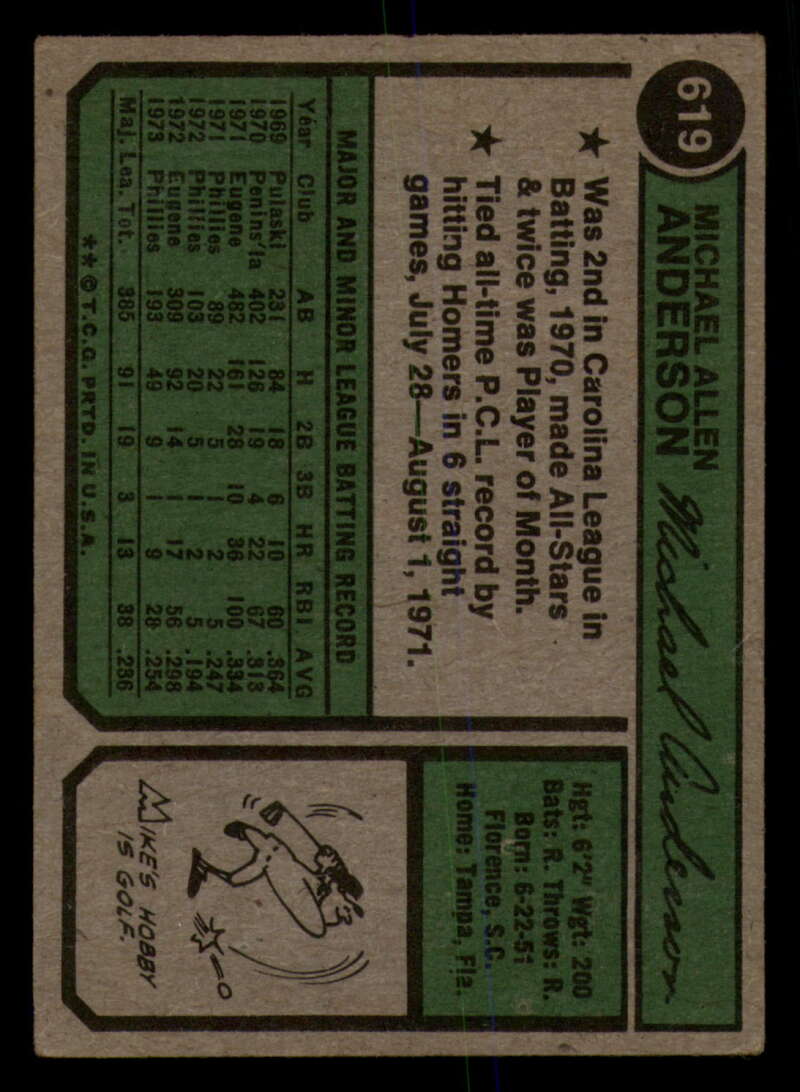 619
MICHAEL ALLEN
ANDERSON
Michael Anderson
★ Was 2nd in Carolina League in
Batting, 1970, made All-Stars
& twice was Player of Month.
★ Tied all-time P.C.L. record by
hitting Homers in 6 straight
games, July 28—August 1, 1971.
MAJOR AND MINOR LEAGUE BATTING RECORD
Year Club AB H 2B 3B HR RBI AVG
1969 Pulaski 231 84 18 6 10 60 .364
1970 Penins'la 402 126 19 4 22 67 .313
1971 Eugene 482 161 28 10 36 100 .334
1971 Phillies 89 22 5 1 2 5 .247
1972 Phillies 103 20 5 1 2 5 .194
1972 Eugene 309 92 14 1 17 56 .298
1973 Phillies 193 49 9 1 9 28 .254
Maj. Lea. Tot. 385 91 19 3 13 38 .236
**©T.C.G. PRTD. IN U.S.A.
Hgt: 6'2" Wgt: 200
Bats: R. Throws: R.
Born: 6-22-51
Florence, S.C.
Home: Tampa, Fla.
MIKE'S HOBBY
IS GOLF.